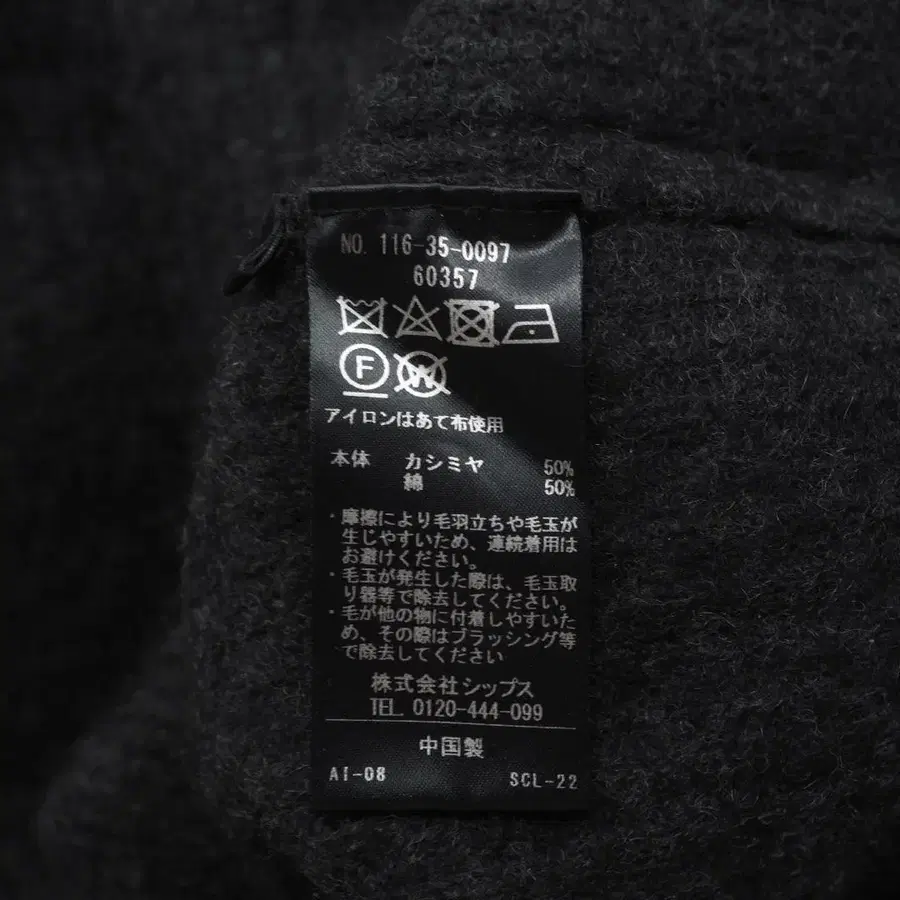 NO. 116-35-0097
60357
F
W
アイロンはあて布使用
本体 カシミヤ 50%
綿 50%
・摩擦により毛羽立ちや毛玉が
生じやすいため、連続着用は
お避けください。
・毛玉が発生した際は、毛玉取
り器等で除去してください。
・毛が他の物に付着しやすいた
め、その際はブラッシング等
で除去してください
株式会社シップス
TEL. 0120-444-099
中国製
AI-08 SCL-22